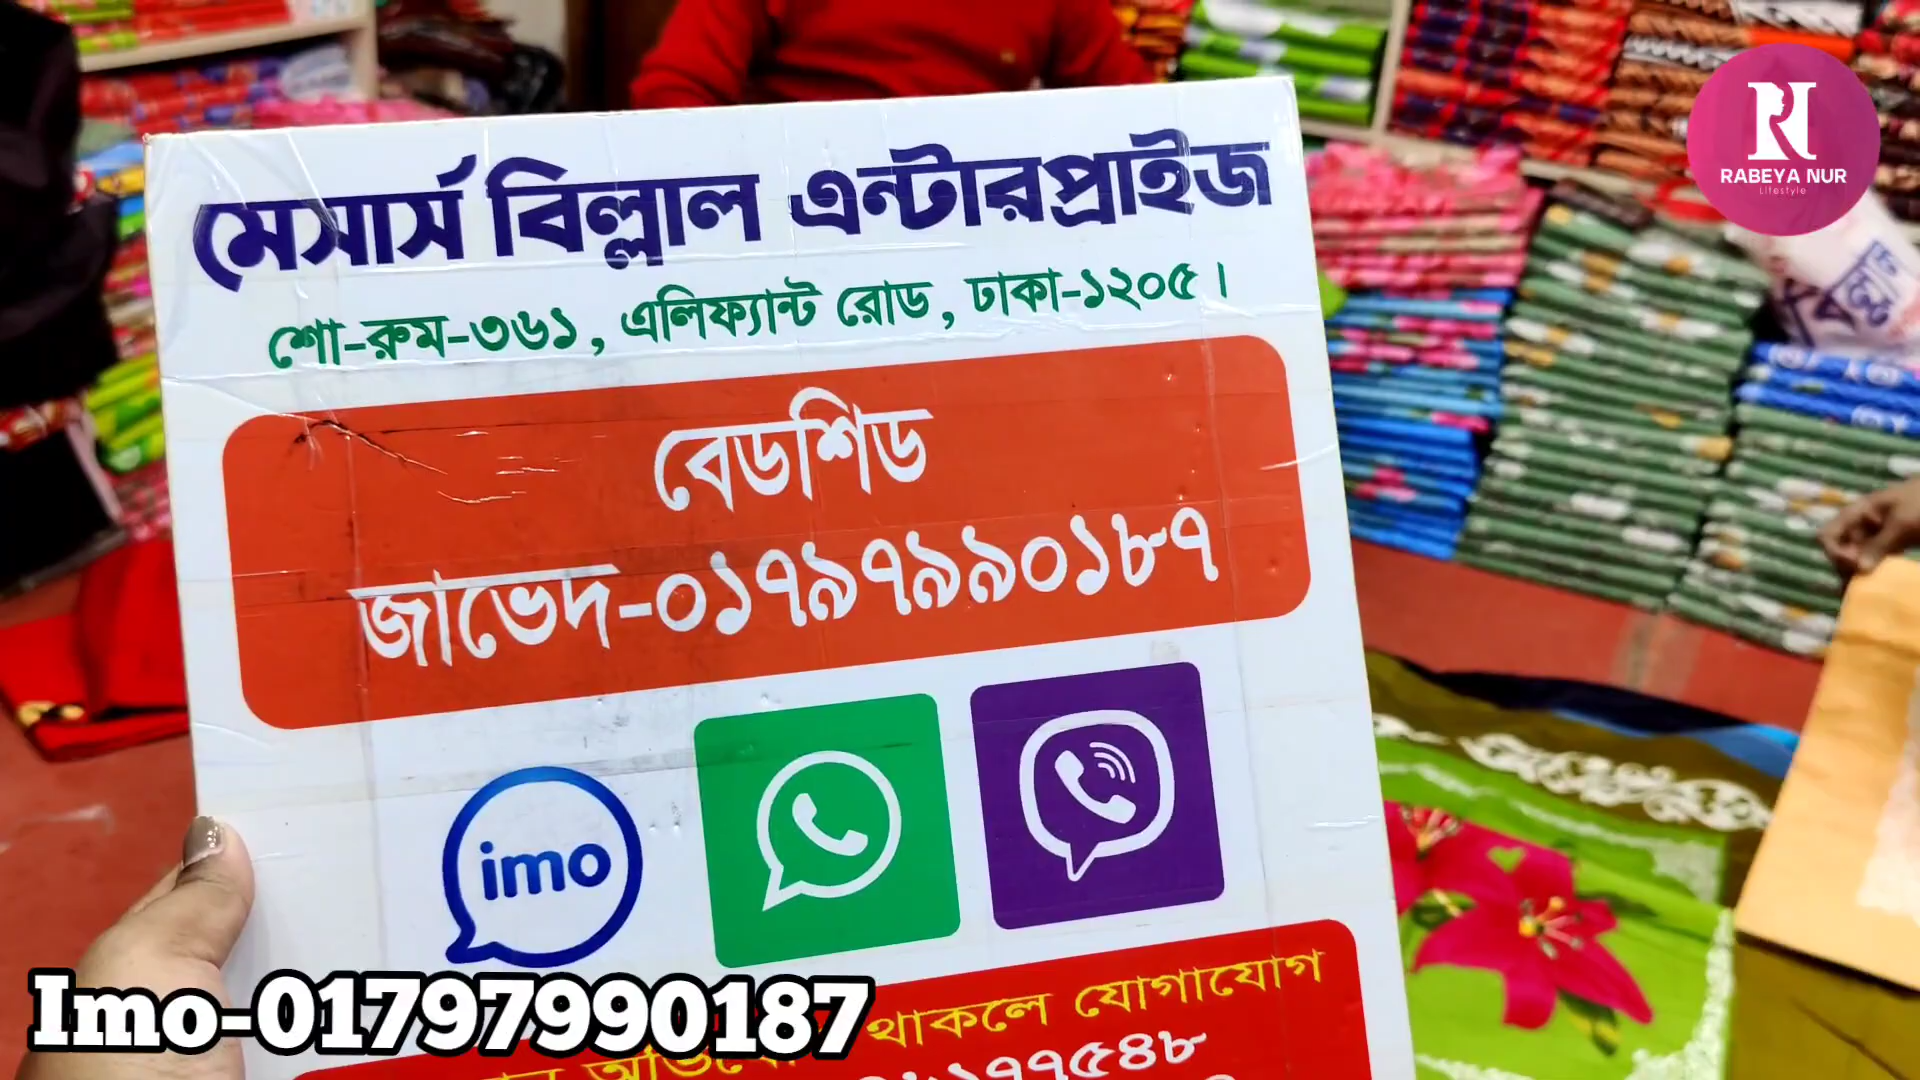 মেসার্স বিল্লাল এন্টারপ্রাইজ
শো-রুম-৩৬১, এলিফ্যান্ট রোড, ঢাকা-১২০৫।
বেডশিড
জাভেদ-০১৭৯৭৯৯০১৮৭
imo
থাকলে যোগাযোগ
Imo-01797990187
RABEYA NUR
Lifestyle